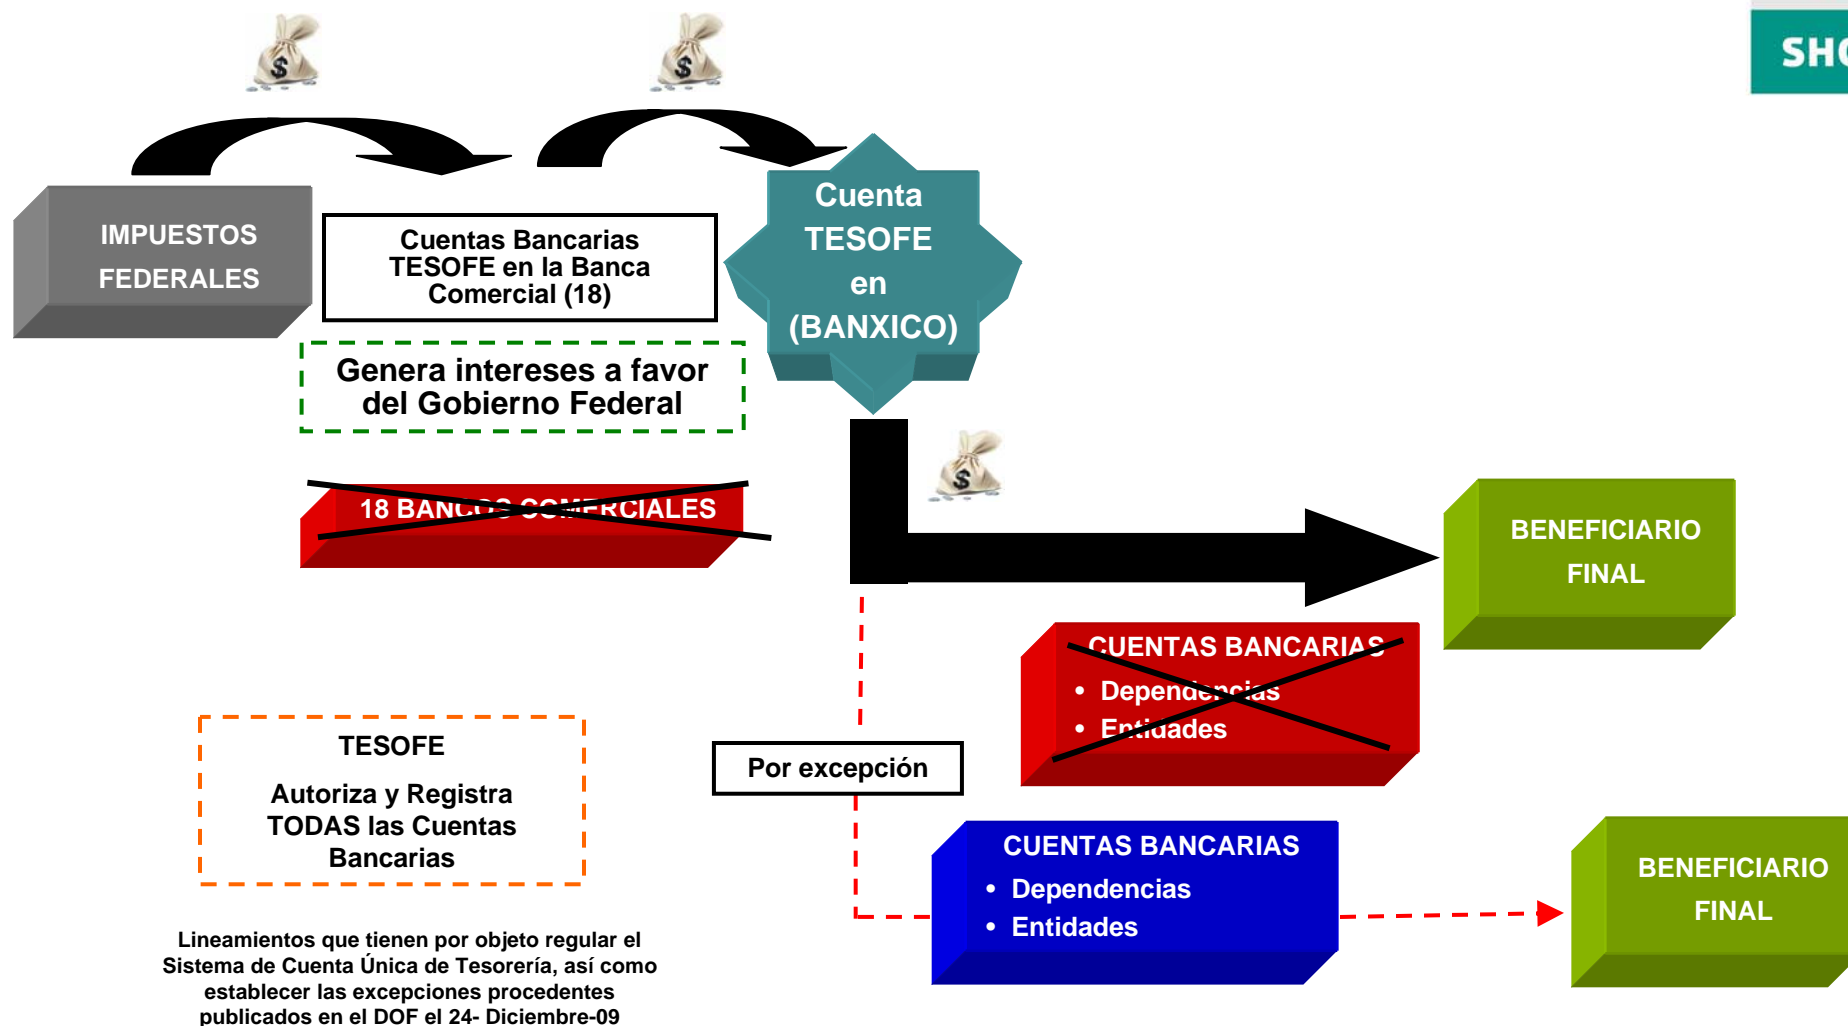 SHC
IMPUESTOS
FEDERALES
Cuentas Bancarias
TESOFE en la Banca
Comercial (18)
Cuenta
TESOFE
en
(BANXICO)
Genera intereses a favor
del Gobierno Federal
18 BANCOS COMERCIALES
BENEFICIARIO
FINAL
CUENTAS BANCARIAS
• Dependencias
• Entidades
TESOFE
Autoriza y Registra
TODAS las Cuentas
Bancarias
Por excepción
CUENTAS BANCARIAS
• Dependencias
• Entidades
BENEFICIARIO
FINAL
Lineamientos que tienen por objeto regular el
Sistema de Cuenta Única de Tesorería, así como
establecer las excepciones procedentes
publicados en el DOF el 24- Diciembre-09
$
$
$